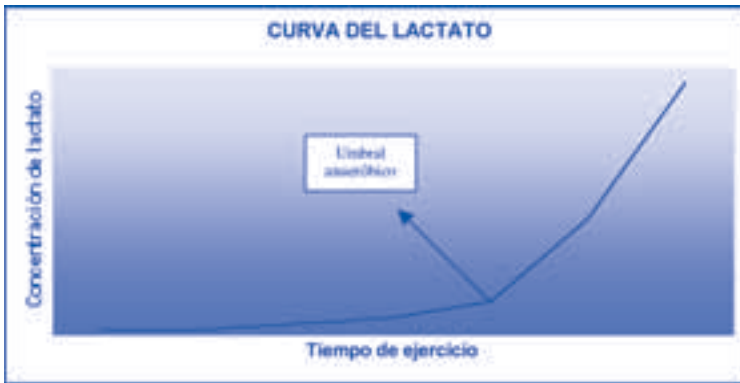 CURVA DEL LACTATO
Concentración de lactato
Umbral
anaeróbico
Tiempo de ejercicio